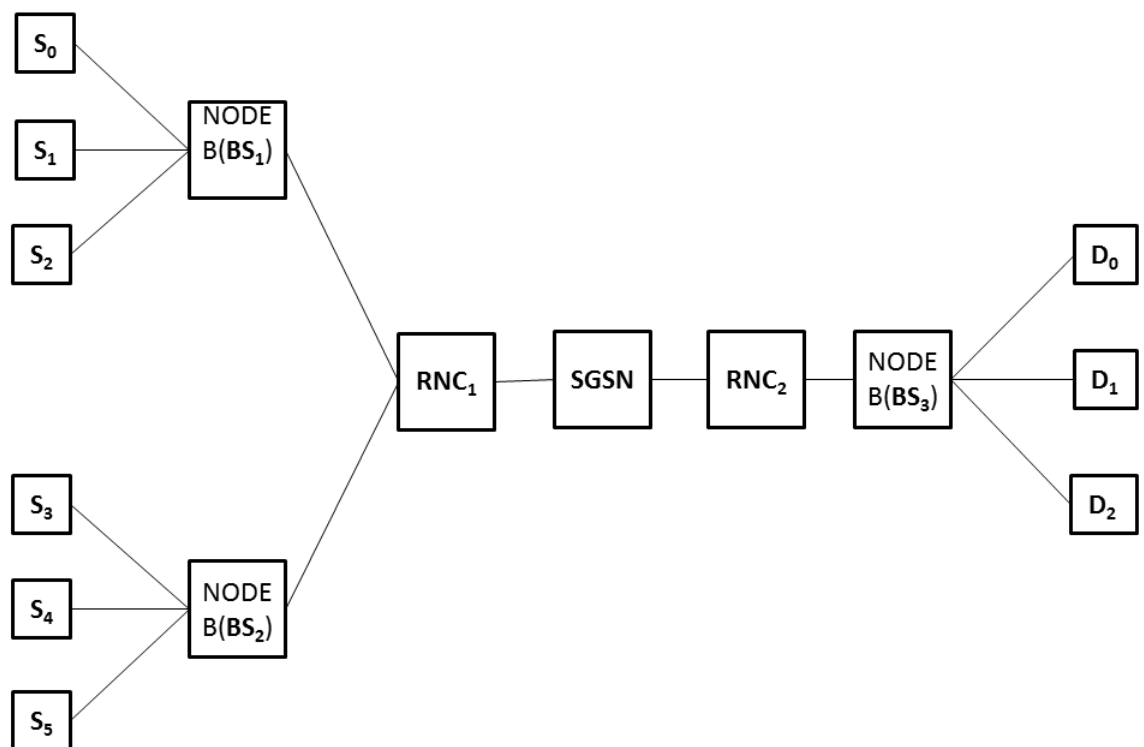 S₀
NODE
B(BS₁)
S₁
S₂
D₀
RNC₁
SGSN
RNC₂
NODE
B(BS₃)
D₁
S₃
D₂
NODE
B(BS₂)
S₄
S₅